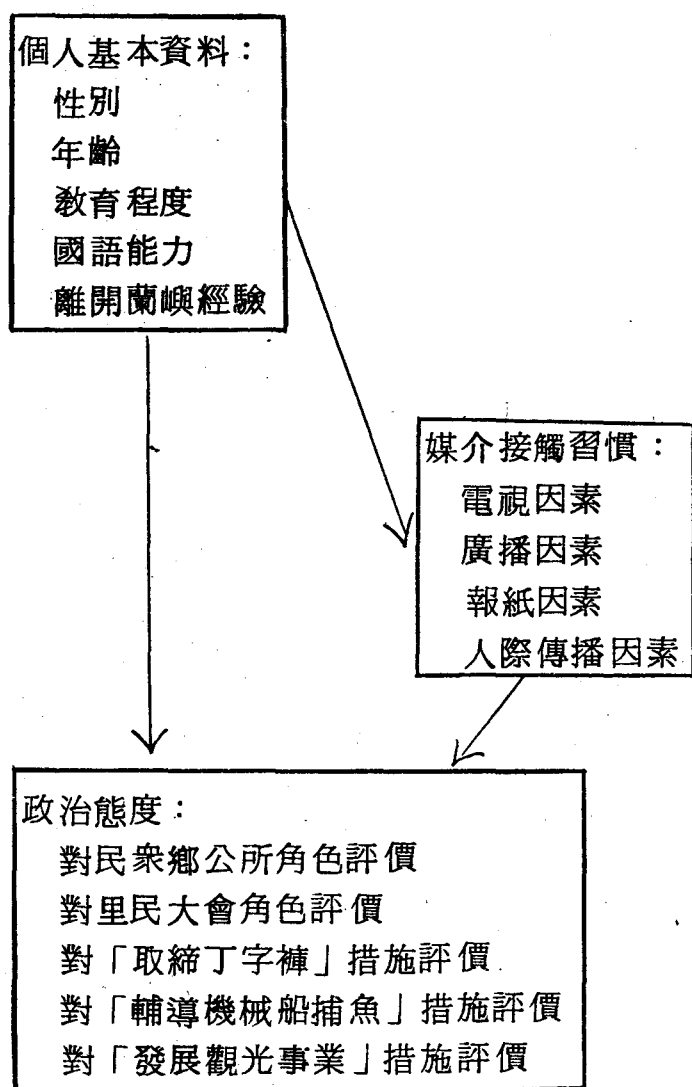 個人基本資料：
性別
年齡
教育程度
國語能力
離開蘭嶼經驗
媒介接觸習慣：
電視因素
廣播因素
報紙因素
人際傳播因素
政治態度：
對民衆鄉公所角色評價
對里民大會角色評價
對「取締丁字褲」措施評價
對「輔導機械船捕魚」措施評價
對「發展觀光事業」措施評價